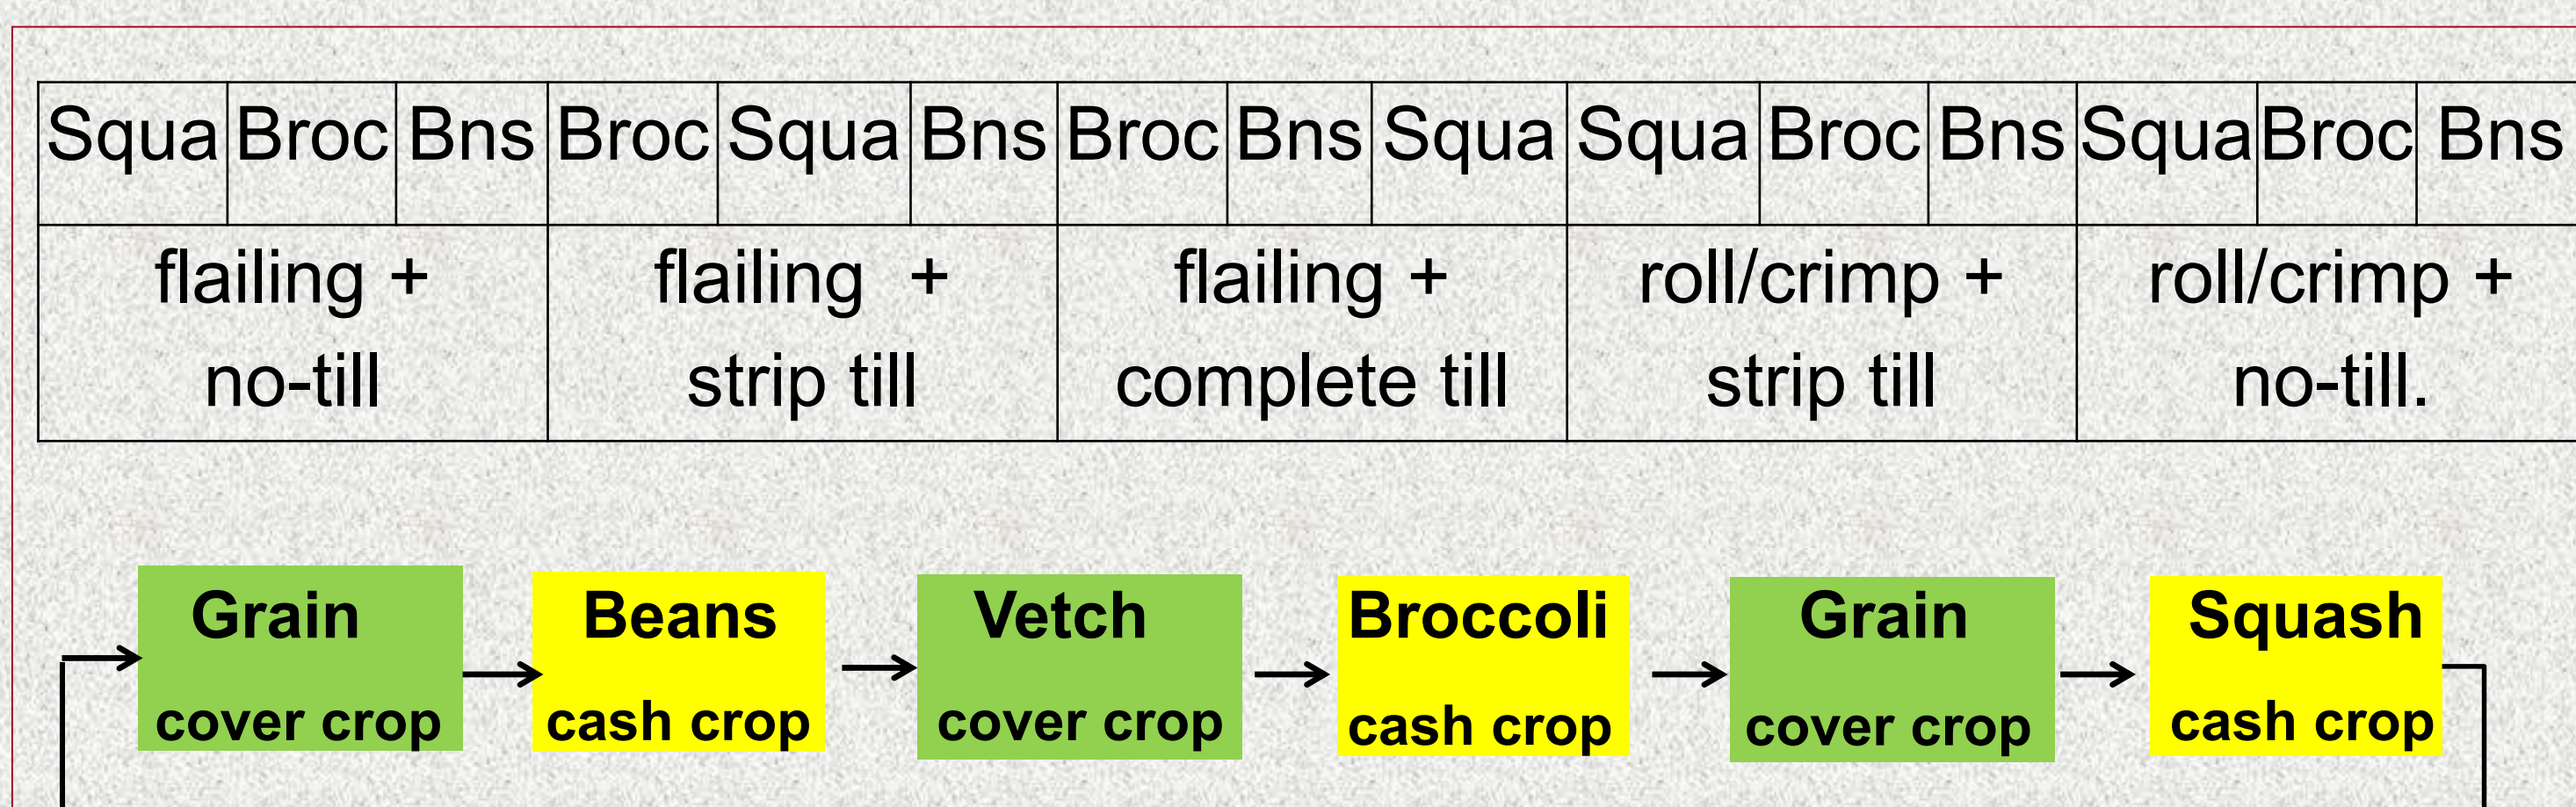 Squa Broc Bns Broc Squa Bns Broc Bns Squa Squa Broc Bns Squa Broc Bns
flailing + flailing + flailing + roll/crimp + roll/crimp +
no-till strip till complete till strip till no-till.
Grain Beans Vetch Broccoli Grain Squash
cover crop cash crop cover crop cash crop cover crop cash crop